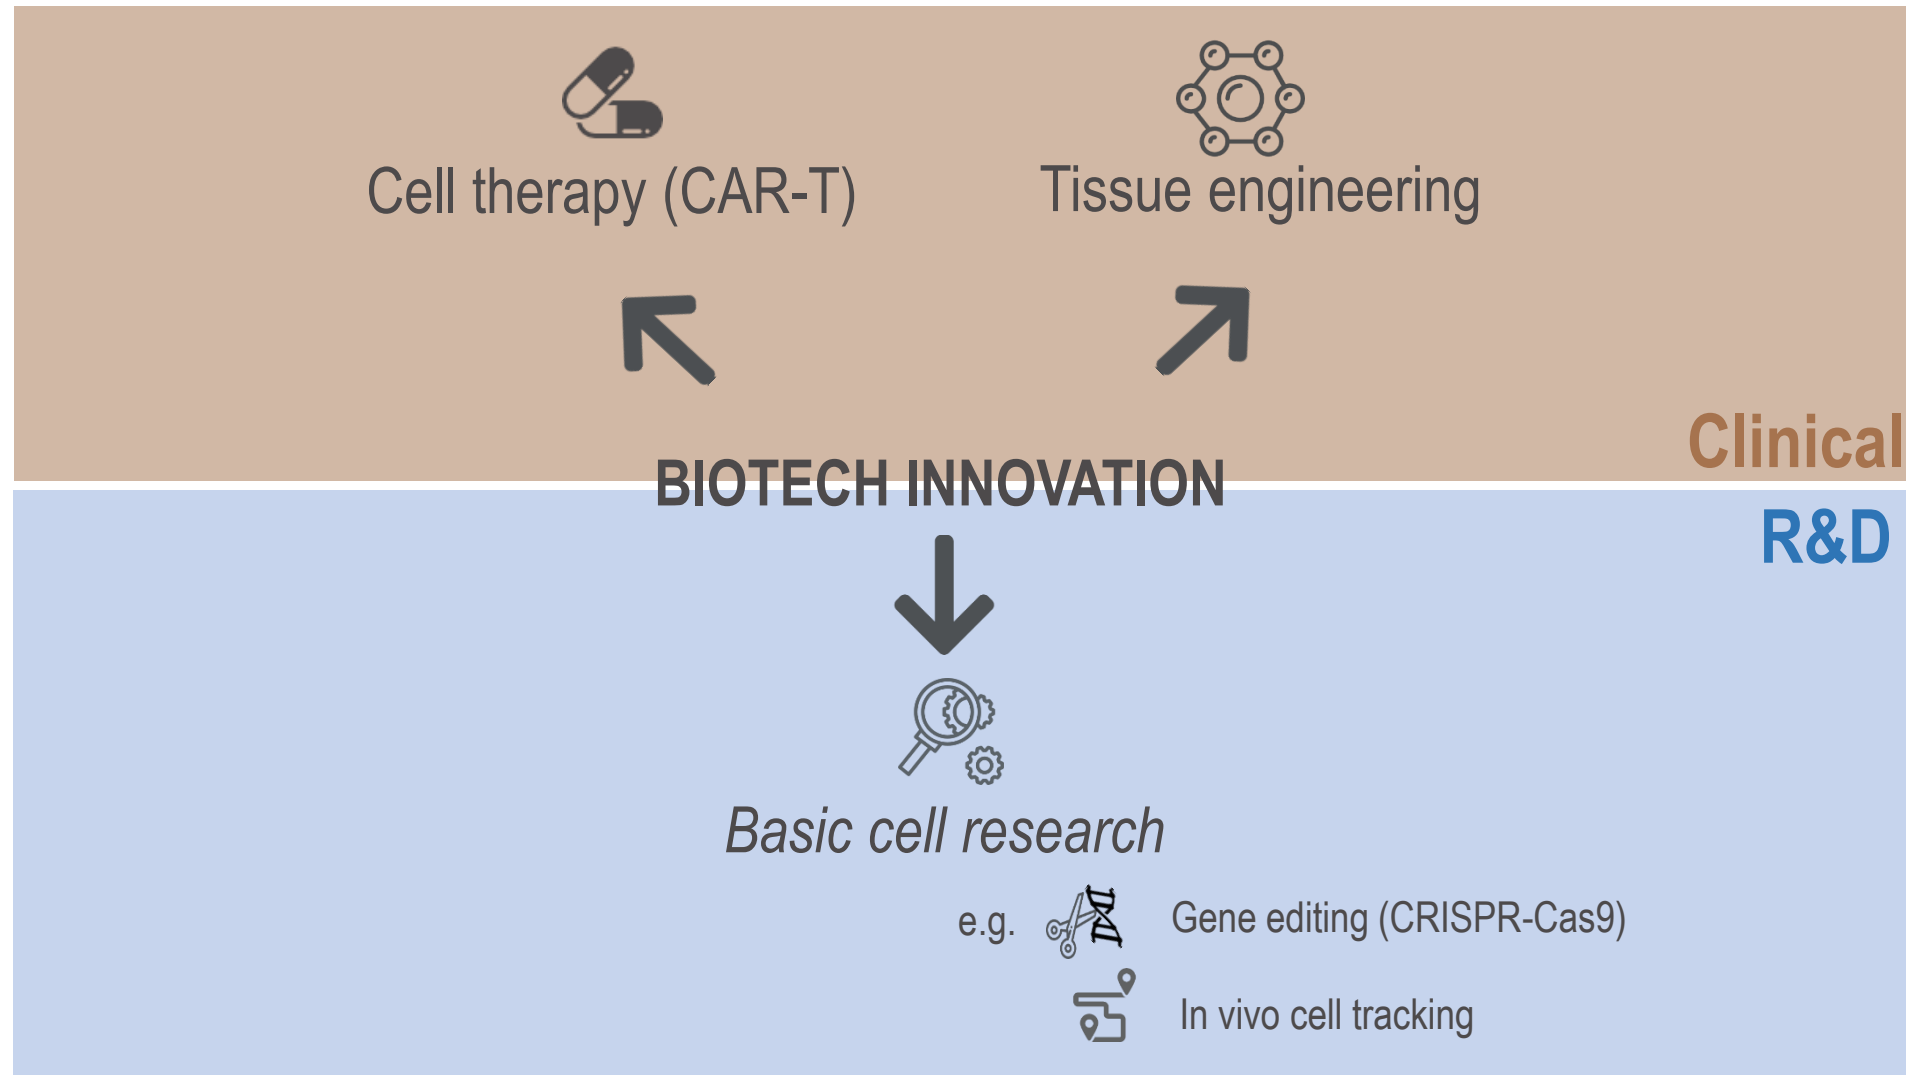 Cell therapy (CAR-T)
Tissue engineering
Clinical
BIOTECH INNOVATION
R&D
Basic cell research
e.g.
Gene editing (CRISPR-Cas9)
In vivo cell tracking